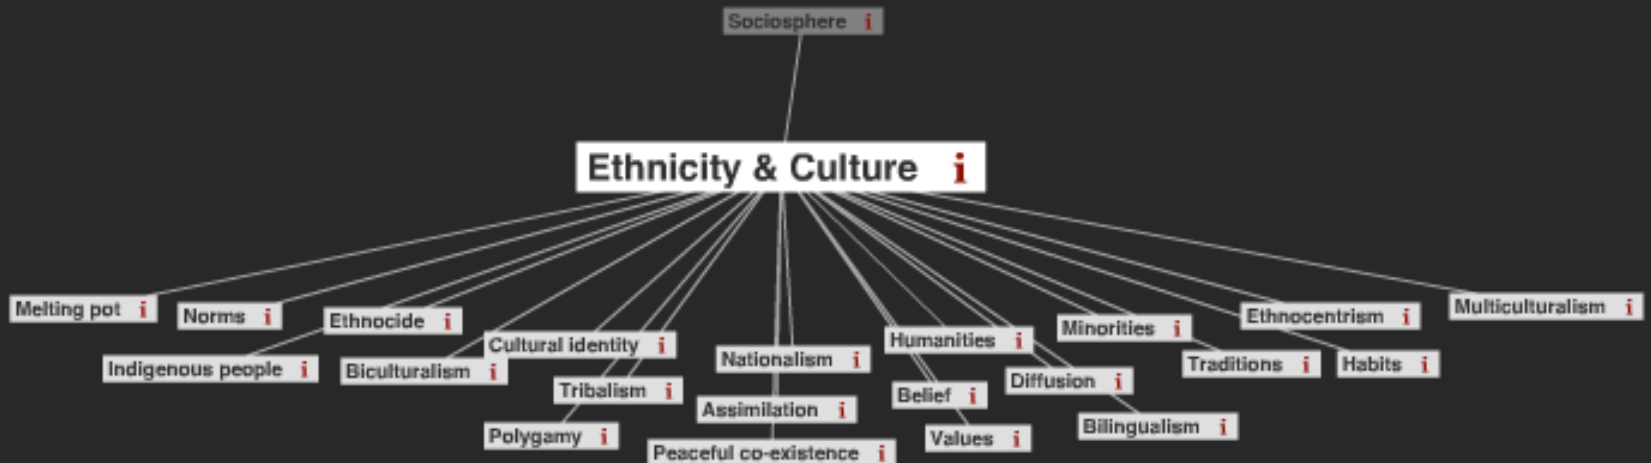 Sociosphere i
Ethnicity & Culture i
Melting pot i
Norms i
Ethnocide i
Indigenous people i
Biculturalism i
Cultural identity i
Tribalism i
Polygamy i
Nationalism i
Assimilation i
Peaceful co-existence i
Humanities i
Belief i
Values i
Diffusion i
Bilingualism i
Minorities i
Traditions i
Ethnocentrism i
Habits i
Multiculturalism i